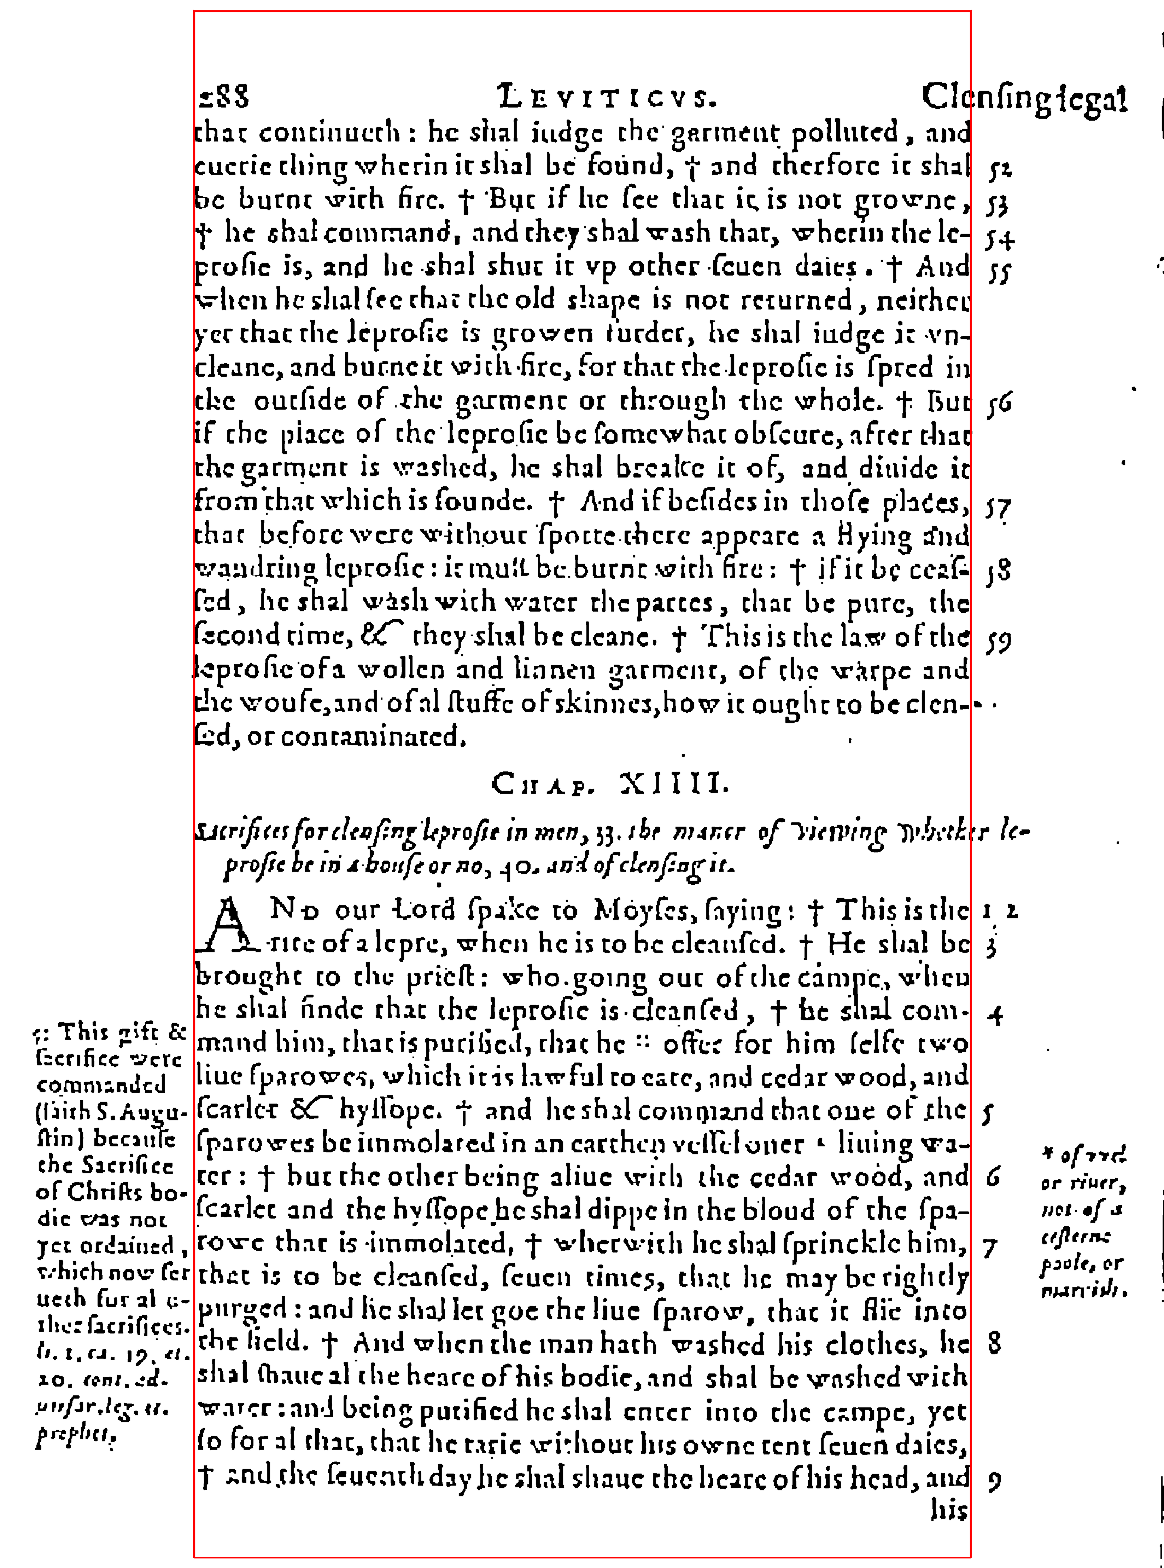 288 LEVITICVS. Clenſing legal
that continueth: he shal iudge the garment polluted, and
euerie thing wherin it shal be found, † and therfore it shal 52
be burnt with fire. † But if he ſee that it is not growne, 53
† he shal command, and they shal wash that, wherin the le- 54
proſie is, and he shal shut it vp other ſeuen daies. † And 55
when he shal ſee that the old shape is not returned, neither
yet that the leproſie is growen furder, he shal iudge it vn-
cleane, and burne it with fire, for that the leproſie is ſpred in
the outſide of the garment or through the whole. † But 56
if the place of the leproſie be ſomewhat obſcure, after that
the garment is washed, he shal breake it of, and diuide it
from that which is ſounde. † And if beſides in thoſe places, 57
that before were without ſpotte there appeare a flying and
wandring leproſie: it muſt be burnt with fire: † if it be ceaſ- 58
ſed, he shal wash with water the partes, that be pure, the
ſecond time, & they shal be cleane. † This is the law of the 59
leproſie of a wollen and linnen garment, of the warpe and
the woufe, and of al ſtuffe of skinnes, how it ought to be clen-
ſed, or contaminated.
CHAP. XIIII.
Sacrifices for clenſing leproſie in men, 33. the maner of viewing whether le-
proſie be in a houſe or no, 40. and of clenſing it.
AND our Lord ſpake to Moyſes, ſaying: † This is the 1 2
rite of a lepre, when he is to be cleanſed. † He shal be 3
brought to the prieſt: who going out of the campe, when
he shal finde that the leproſie is cleanſed, † he shal com- 4
mand him, that is purified, that he :: offer for him ſelfe two
liue ſparowes, which it is lawful to eate, and cedar wood, and
ſcarlet & hyſſope. † and he shal command that one of the 5
ſparowes be immolated in an earthen veſſel ouer * liuing wa-
ter: † but the other being aliue with the cedar wood, and 6
ſcarlet and the hyſſope he shal dippe in the bloud of the ſpa-
rowe that is immolated, † wherwith he shal ſprinckle him, 7
that is to be cleanſed, ſeuen times, that he may be rightly
purged: and he shal let goe the liue ſparow, that it flie into
the field. † And when the man hath washed his clothes, he 8
shal ſhaue al the heare of his bodie, and shal be washed with
water: and being purified he shal enter into the campe, yet
ſo for al that, that he tarie without his owne tent ſeuen daies,
† and the ſeuenth day he shal shaue the heare of his head, and 9
his
:: This gift &
ſacrifice were
commanded
(ſaith S. Augu-
ſtin) becauſe
the Sacrifice
of Chriſts bo-
die was not
yet ordained,
which now ſer
ueth for al o-
ther ſacrifices.
li. 1. ca. 19. et.
20. cont. ad-
uerſar. leg. et.
prophet.
* of wel
or riuer,
not of a
ceſterne
poole, or
marrish.